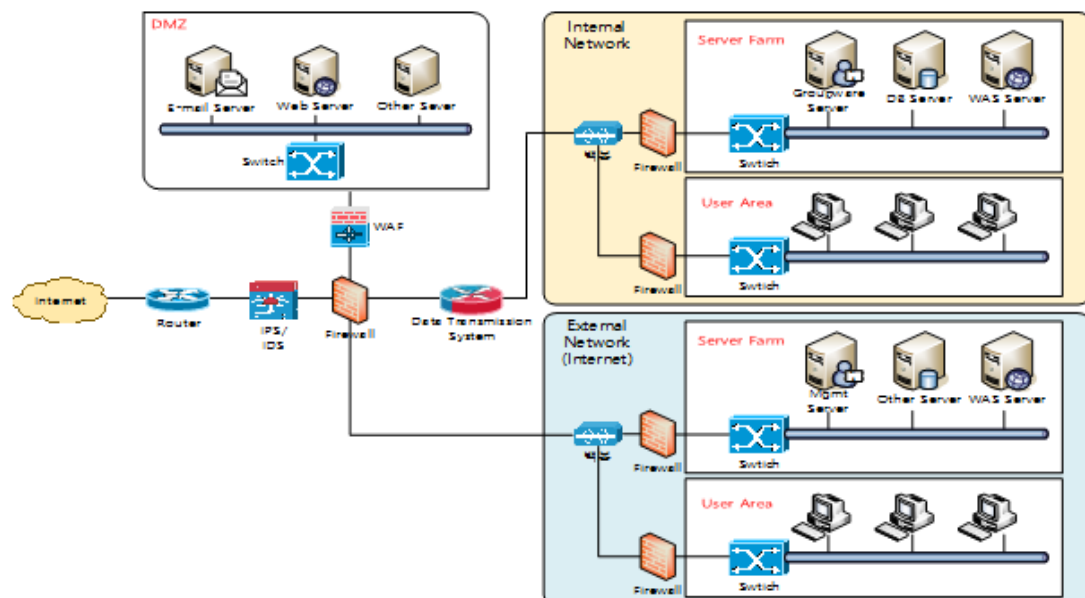 DMZ
E-mail Server
Web Server
Other Sever
Switch
WAF
Internet
Router
IPS/
IDS
Firewall
Data Transmission
System
Internal
Network
Server Farm
Groupware
Server
DB Server
WAS Server
Firewall
Swtich
User Area
Firewall
Swtich
External
Network
(Internet)
Server Farm
Mgmt
Server
Other Server
WAS Server
Firewall
Swtich
User Area
Firewall
Swtich